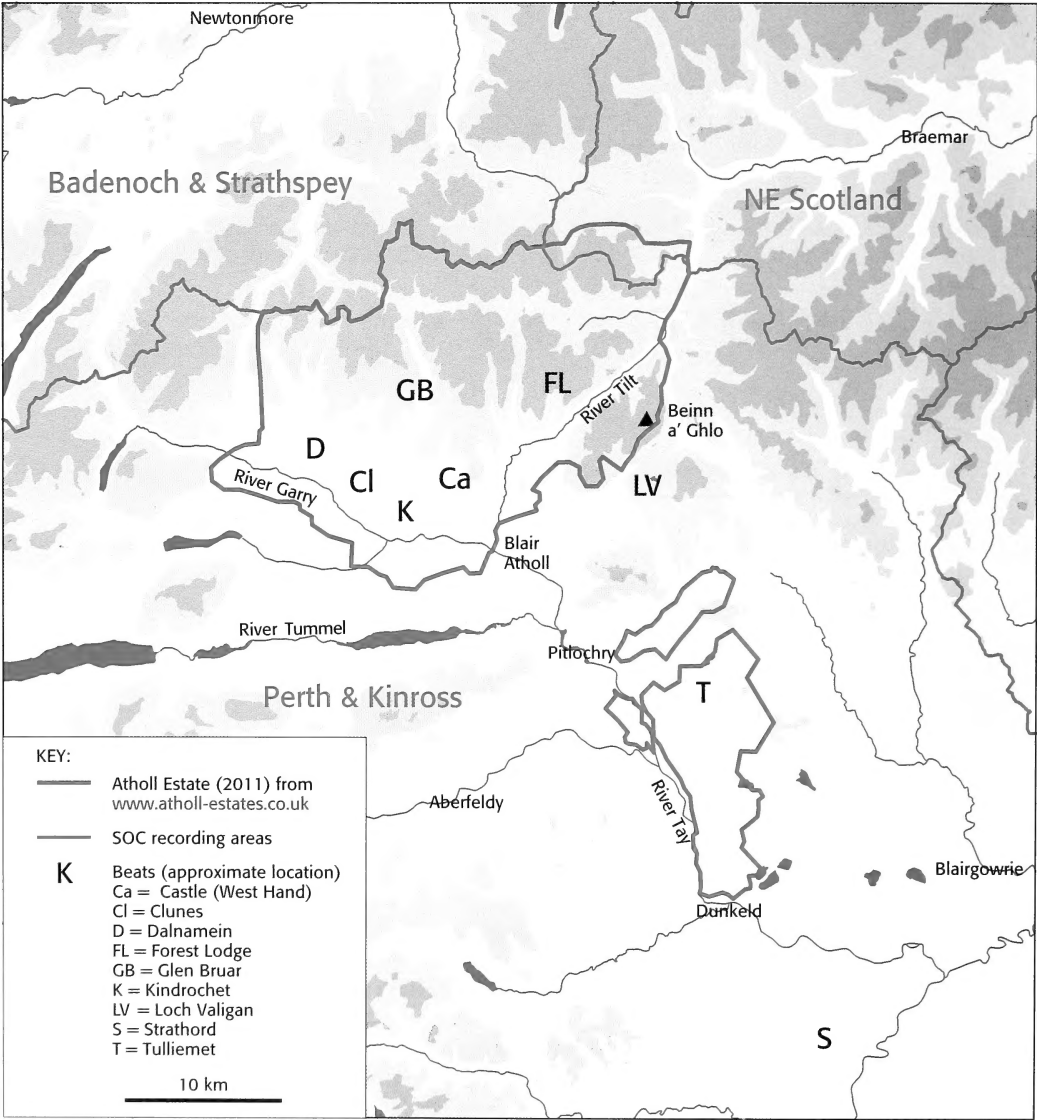 Newtonmore
Braemar
Badenoch & Strathspey
NE Scotland
GB
FL
River Tilt
Beinn
a' Ghlo
D
River Garry
Cl
Ca
LV
K
Blair
Atholl
River Tummel
Pitlochry
Perth & Kinross
T
KEY:
Atholl Estate (2011) from
www.atholl-estates.co.uk
SOC recording areas
K
Beats (approximate location)
Ca = Castle (West Hand)
Cl = Clunes
D = Dalnamein
FL = Forest Lodge
GB = Glen Bruar
K = Kindrochet
LV = Loch Valigan
S = Strathord
T = Tulliemet
10 km
Aberfeldy
River Tay
Blairgowrie
Dunkeld
S